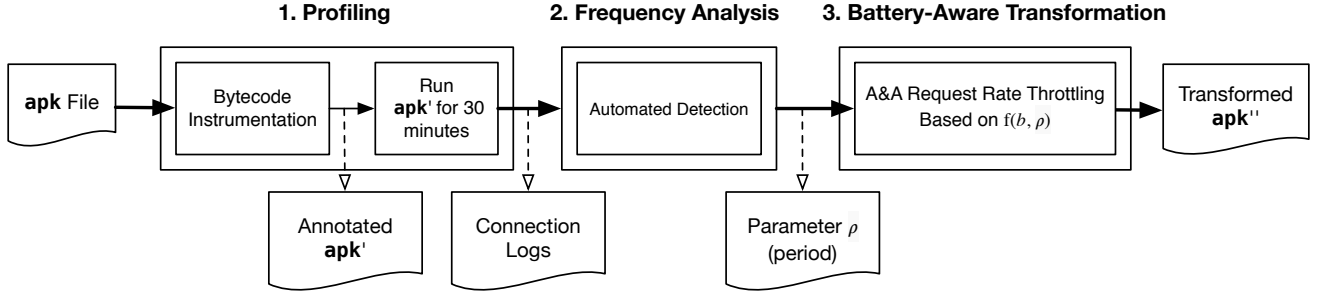 1. Profiling
2. Frequency Analysis
3. Battery-Aware Transformation
apk File
Bytecode
Instrumentation
Run
apk' for 30
minutes
Automated Detection
A&A Request Rate Throttling
Based on f(b, ρ)
Transformed
apk''
Annotated
apk'
Connection
Logs
Parameter ρ
(period)